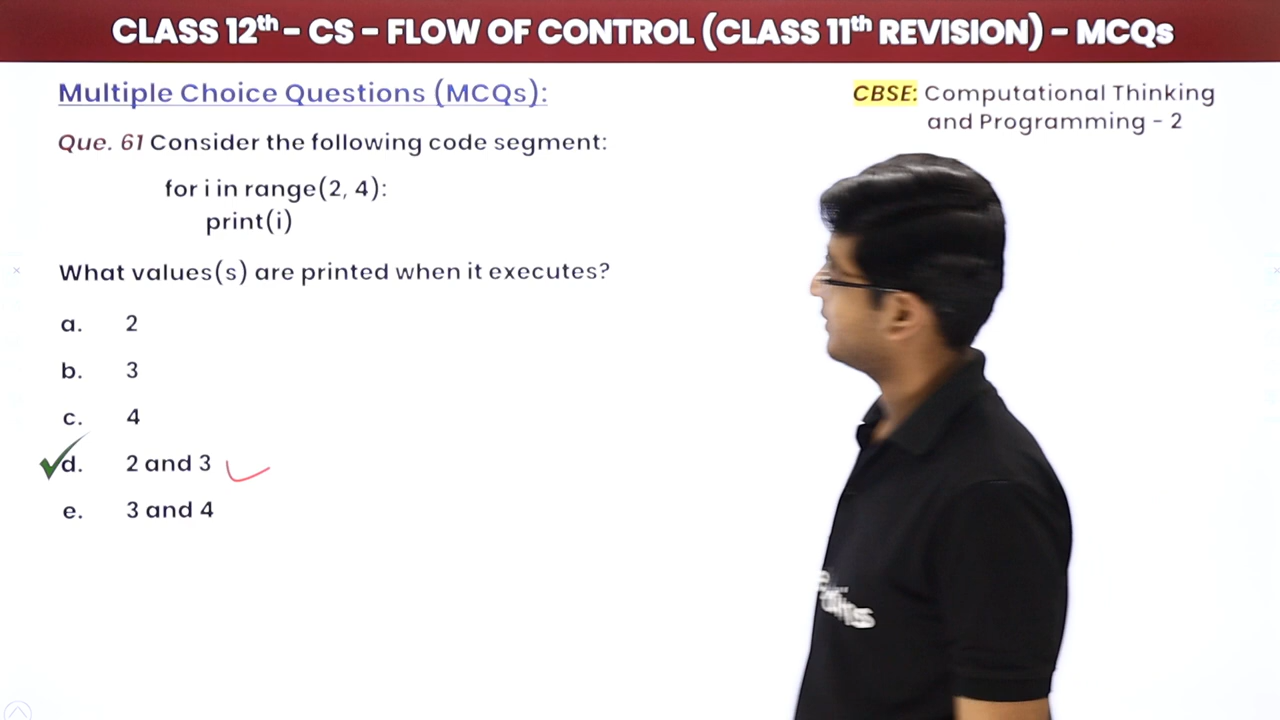 CLASS 12th – CS – FLOW OF CONTROL (CLASS 11th REVISION) – MCQs
Multiple Choice Questions (MCQs):
CBSE: Computational Thinking
and Programming - 2
Que. 61 Consider the following code segment:
for i in range(2, 4):
print(i)
What values(s) are printed when it executes?
a. 2
b. 3
c. 4
d. 2 and 3
e. 3 and 4